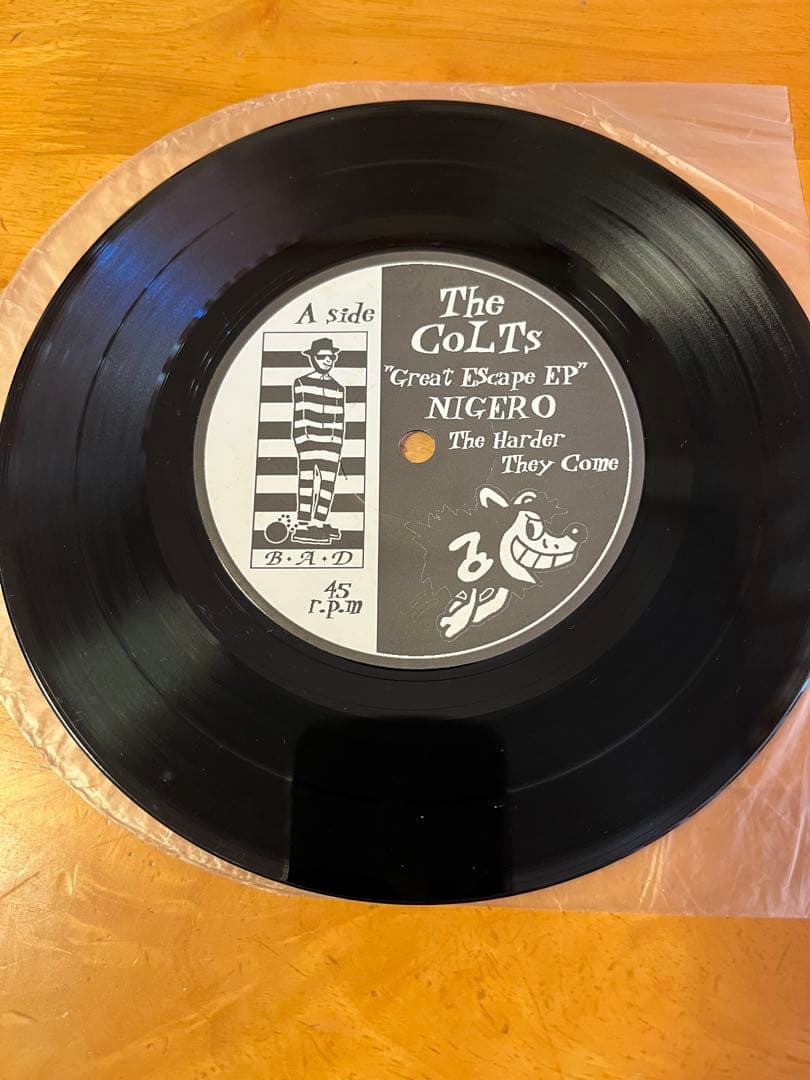 A side
B·A·D
45
r.p.m
The
CoLTs
"Great EScape EP"
NIGERO
The Harder
They Come